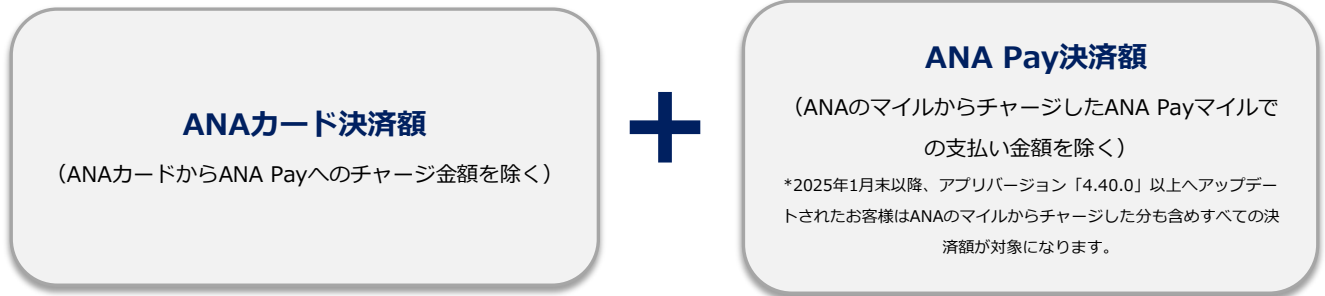 ANAカード決済額
（ANAカードからANA Payへのチャージ金額を除く）
+
ANA Pay決済額
（ANAのマイルからチャージしたANA Payマイルで
の支払い金額を除く）
*2025年1月末以降、アプリバージョン「4.40.0」以上へアップデー
トされたお客様はANAのマイルからチャージした分も含めすべての決
済額が対象になります。